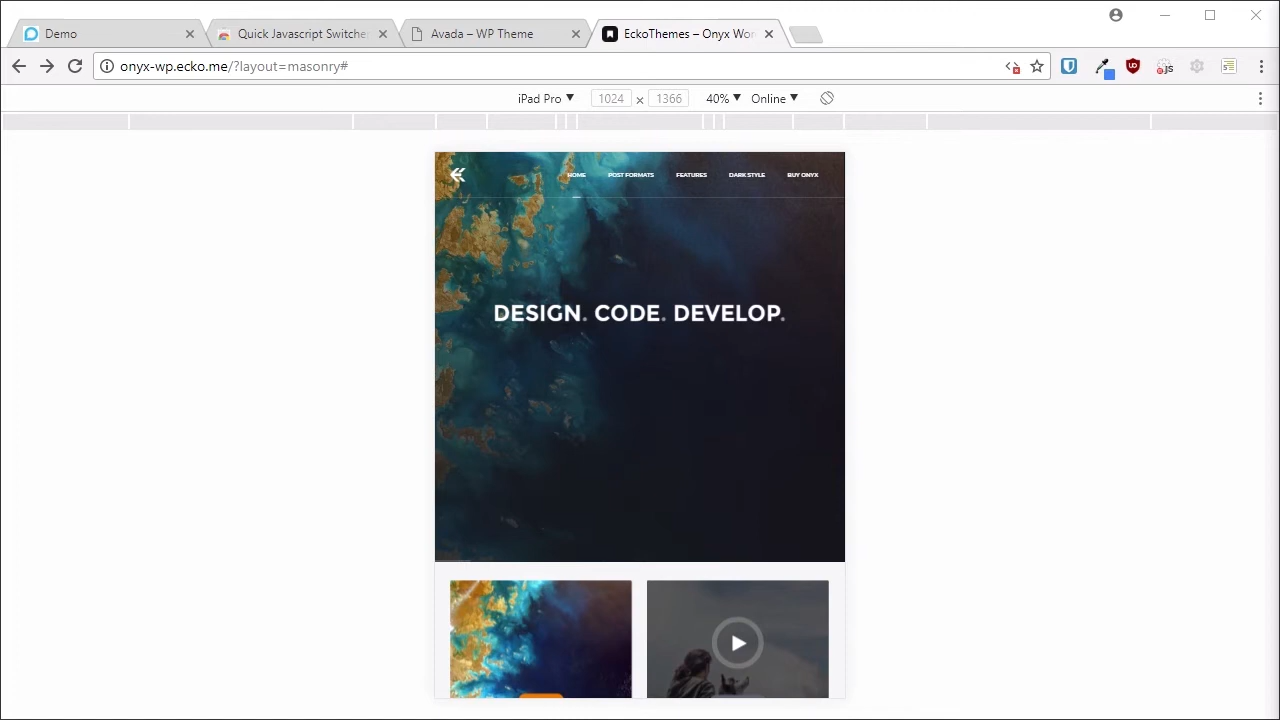 Demo
Quick Javascript Switcher
Avada – WP Theme
EckoThemes – Onyx Wor
onyx-wp.ecko.me/?layout=masonry#
js
iPad Pro
1024 × 1366
40%
Online
HOME POST FORMATS FEATURES DARK STYLE BUY ONYX
DESIGN. CODE. DEVELOP.